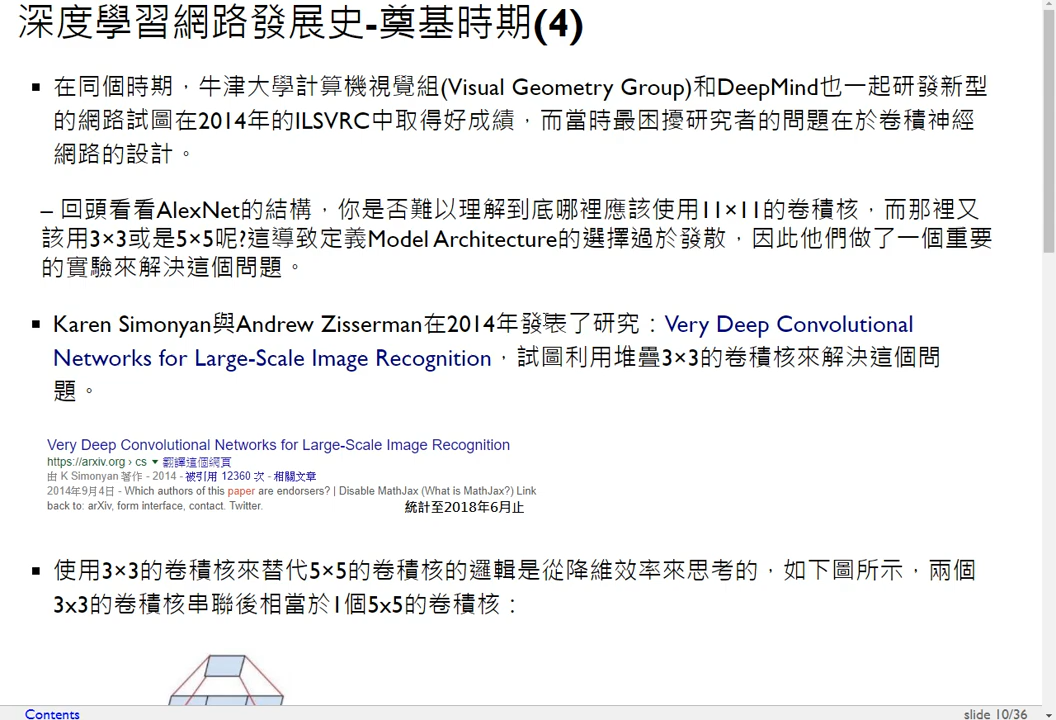 深度學習網路發展史-奠基時期(4)
▪ 在同個時期，牛津大學計算機視覺組(Visual Geometry Group)和DeepMind也一起研發新型
的網路試圖在2014年的ILSVRC中取得好成績，而當時最困擾研究者的問題在於卷積神經
網路的設計。
– 回頭看看AlexNet的結構，你是否難以理解到底哪裡應該使用11×11的卷積核，而那裡又
該用3×3或是5×5呢?這導致定義Model Architecture的選擇過於發散，因此他們做了一個重要
的實驗來解決這個問題。
▪ Karen Simonyan與Andrew Zisserman在2014年發表了研究：Very Deep Convolutional
Networks for Large-Scale Image Recognition，試圖利用堆疊3×3的卷積核來解決這個問
題。
Very Deep Convolutional Networks for Large-Scale Image Recognition
https://arxiv.org › cs ▼ 翻譯這個網頁
由 K Simonyan 著作 - 2014 - 被引用 12360 次 - 相關文章
2014年9月4日 - Which authors of this paper are endorsers? | Disable MathJax (What is MathJax?) Link
back to: arXiv, form interface, contact. Twitter.
統計至2018年6月止
▪ 使用3×3的卷積核來替代5×5的卷積核的邏輯是從降維效率來思考的，如下圖所示，兩個
3x3的卷積核串聯後相當於1個5x5的卷積核：
Contents
slide 10/36